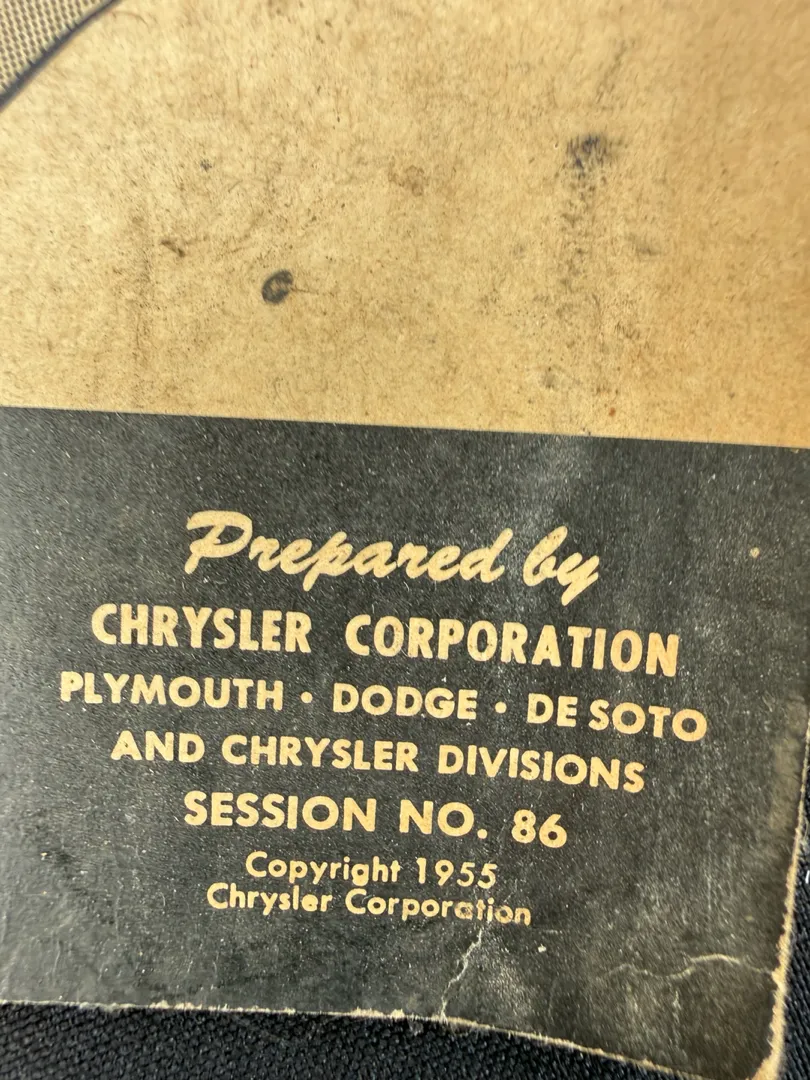 Prepared by
CHRYSLER CORPORATION
PLYMOUTH • DODGE • DE SOTO
AND CHRYSLER DIVISIONS
SESSION NO. 86
Copyright 1955
Chrysler Corporation